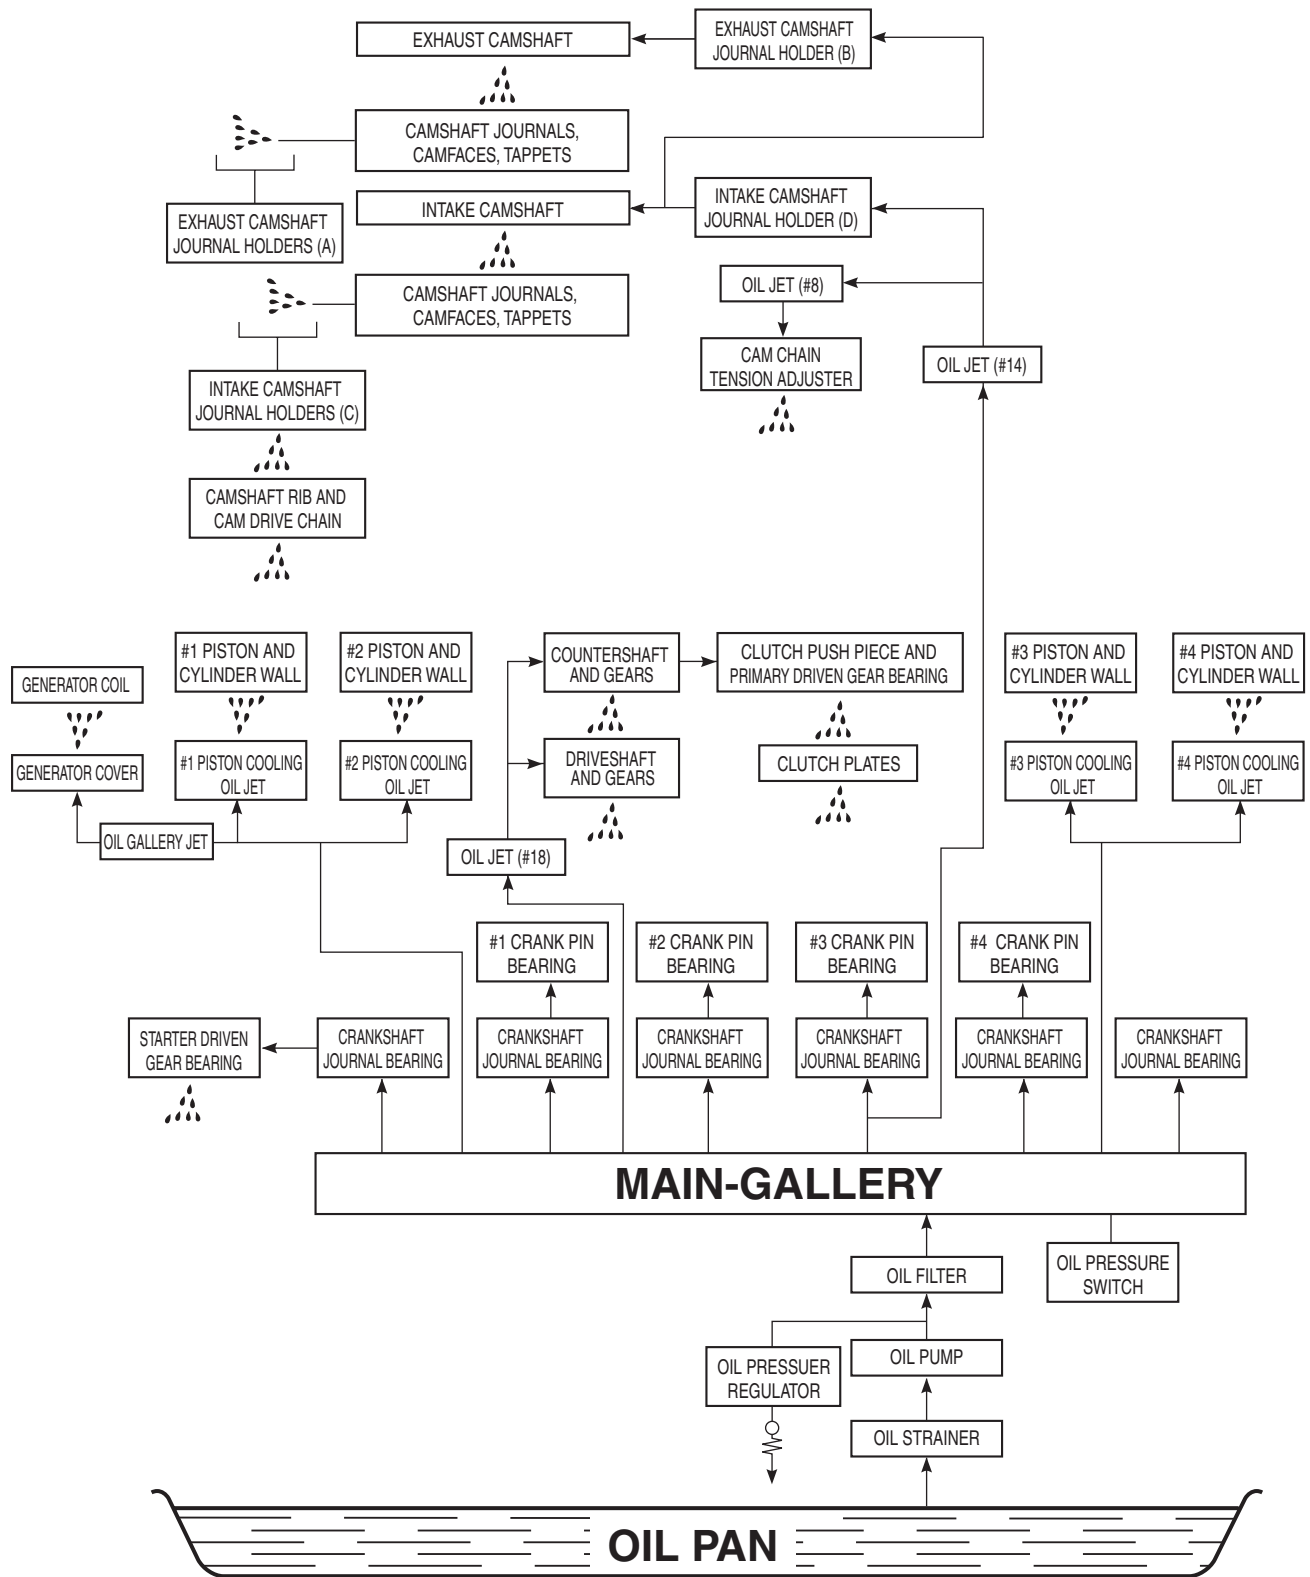 EXHAUST CAMSHAFT
EXHAUST CAMSHAFT
JOURNAL HOLDER (B)
CAMSHAFT JOURNALS,
CAMFACES, TAPPETS
EXHAUST CAMSHAFT
JOURNAL HOLDERS (A)
INTAKE CAMSHAFT
INTAKE CAMSHAFT
JOURNAL HOLDER (D)
OIL JET (#8)
CAMSHAFT JOURNALS,
CAMFACES, TAPPETS
CAM CHAIN
TENSION ADJUSTER
OIL JET (#14)
INTAKE CAMSHAFT
JOURNAL HOLDERS (C)
CAMSHAFT RIB AND
CAM DRIVE CHAIN
GENERATOR COIL
#1 PISTON AND
CYLINDER WALL
#2 PISTON AND
CYLINDER WALL
COUNTERSHAFT
AND GEARS
CLUTCH PUSH PIECE AND
PRIMARY DRIVEN GEAR BEARING
#3 PISTON AND
CYLINDER WALL
#4 PISTON AND
CYLINDER WALL
GENERATOR COVER
#1 PISTON COOLING
OIL JET
#2 PISTON COOLING
OIL JET
DRIVESHAFT
AND GEARS
CLUTCH PLATES
#3 PISTON COOLING
OIL JET
#4 PISTON COOLING
OIL JET
OIL GALLERY JET
OIL JET (#18)
#1 CRANK PIN
BEARING
#2 CRANK PIN
BEARING
#3 CRANK PIN
BEARING
#4 CRANK PIN
BEARING
STARTER DRIVEN
GEAR BEARING
CRANKSHAFT
JOURNAL BEARING
CRANKSHAFT
JOURNAL BEARING
CRANKSHAFT
JOURNAL BEARING
CRANKSHAFT
JOURNAL BEARING
CRANKSHAFT
JOURNAL BEARING
CRANKSHAFT
JOURNAL BEARING
MAIN-GALLERY
OIL FILTER
OIL PRESSURE
SWITCH
OIL PRESSUER
REGULATOR
OIL PUMP
OIL STRAINER
OIL PAN